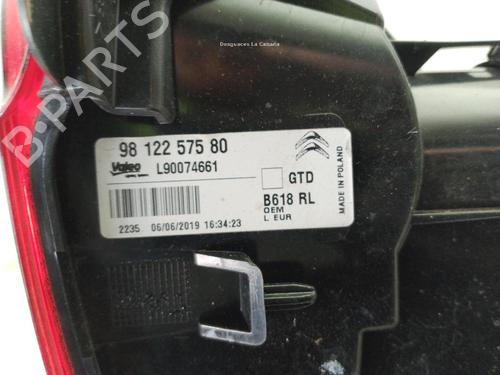 Desguaces La Cañada
B-PARTS
98 122 575 80
Valeo L90074661
GTD
B618 RL
OEM
L EUR
2235 06/06/2019 16:34:23
MADE IN POLAND